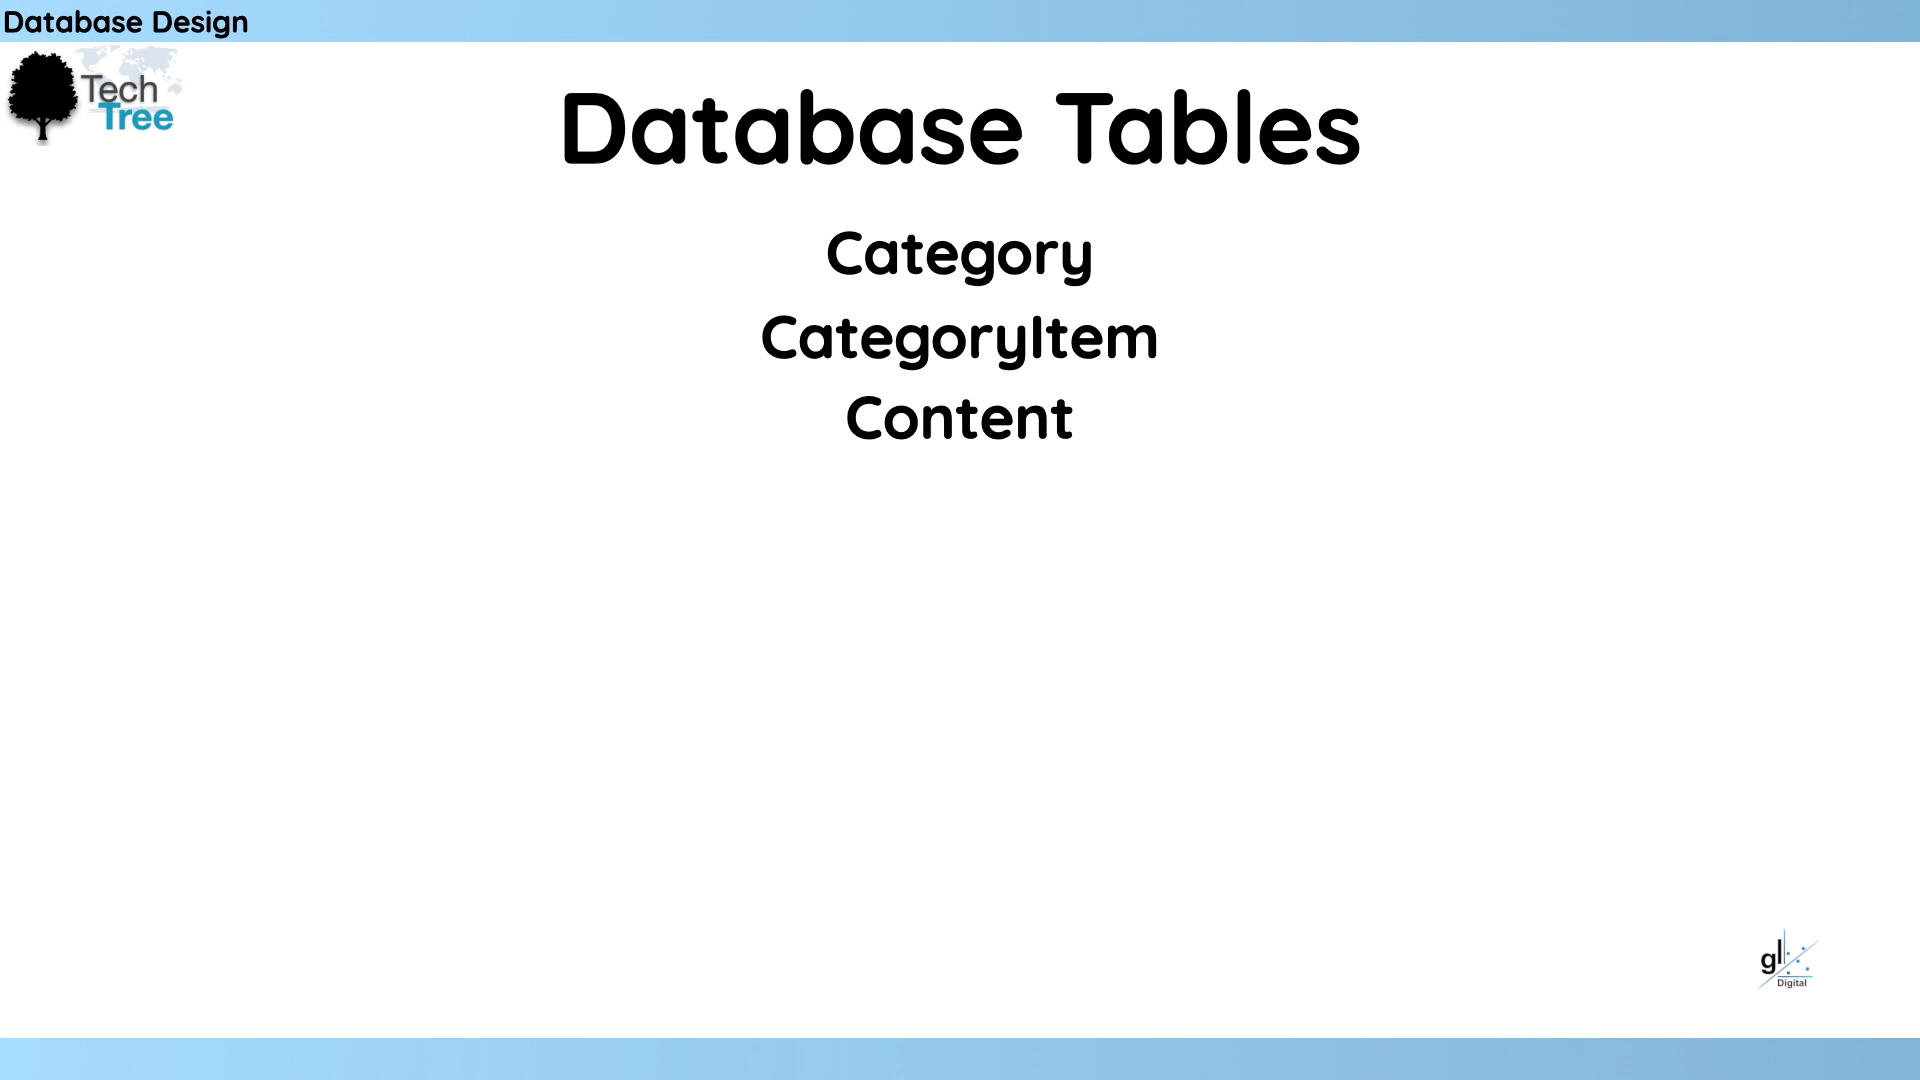 Database Design
Tech
Tree
Database Tables
Category
CategoryItem
Content
gl
Digital